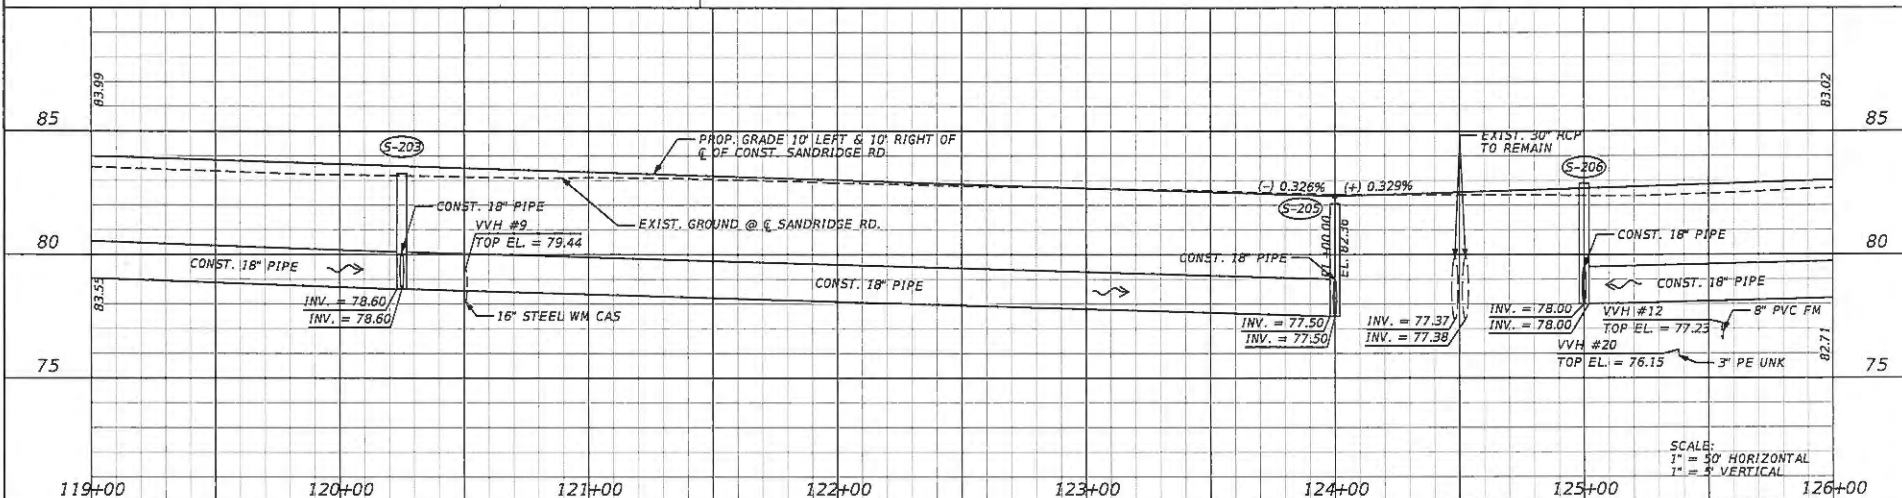 83.99
83.02
85
85
S-203
PROP. GRADE 10' LEFT & 10' RIGHT OF
℄ OF CONST. SANDRIDGE RD.
EXIST. 30" RCP
TO REMAIN
S-206
(-) 0.326%
(+) 0.329%
S-205
CONST. 18" PIPE
VVH #9
TOP EL. = 79.44
EXIST. GROUND @ ℄ SANDRIDGE RD.
EL. 82.36
CONST. 18" PIPE
80
80
CONST. 18" PIPE
CONST. 18" PIPE
CONST. 18" PIPE
CONST. 18" PIPE
83.55
INV. = 78.60
INV. = 78.60
16" STEEL WM CAS
INV. = 77.50
INV. = 77.50
INV. = 77.37
INV. = 77.38
INV. = 78.00
INV. = 78.00
VVH #12
TOP EL. = 77.23
8" PVC FM
VVH #20
TOP EL. = 76.15
3" PE UNK
82.71
75
75
SCALE:
1" = 50' HORIZONTAL
1" = 5' VERTICAL
119+00
120+00
121+00
122+00
123+00
124+00
125+00
126+00